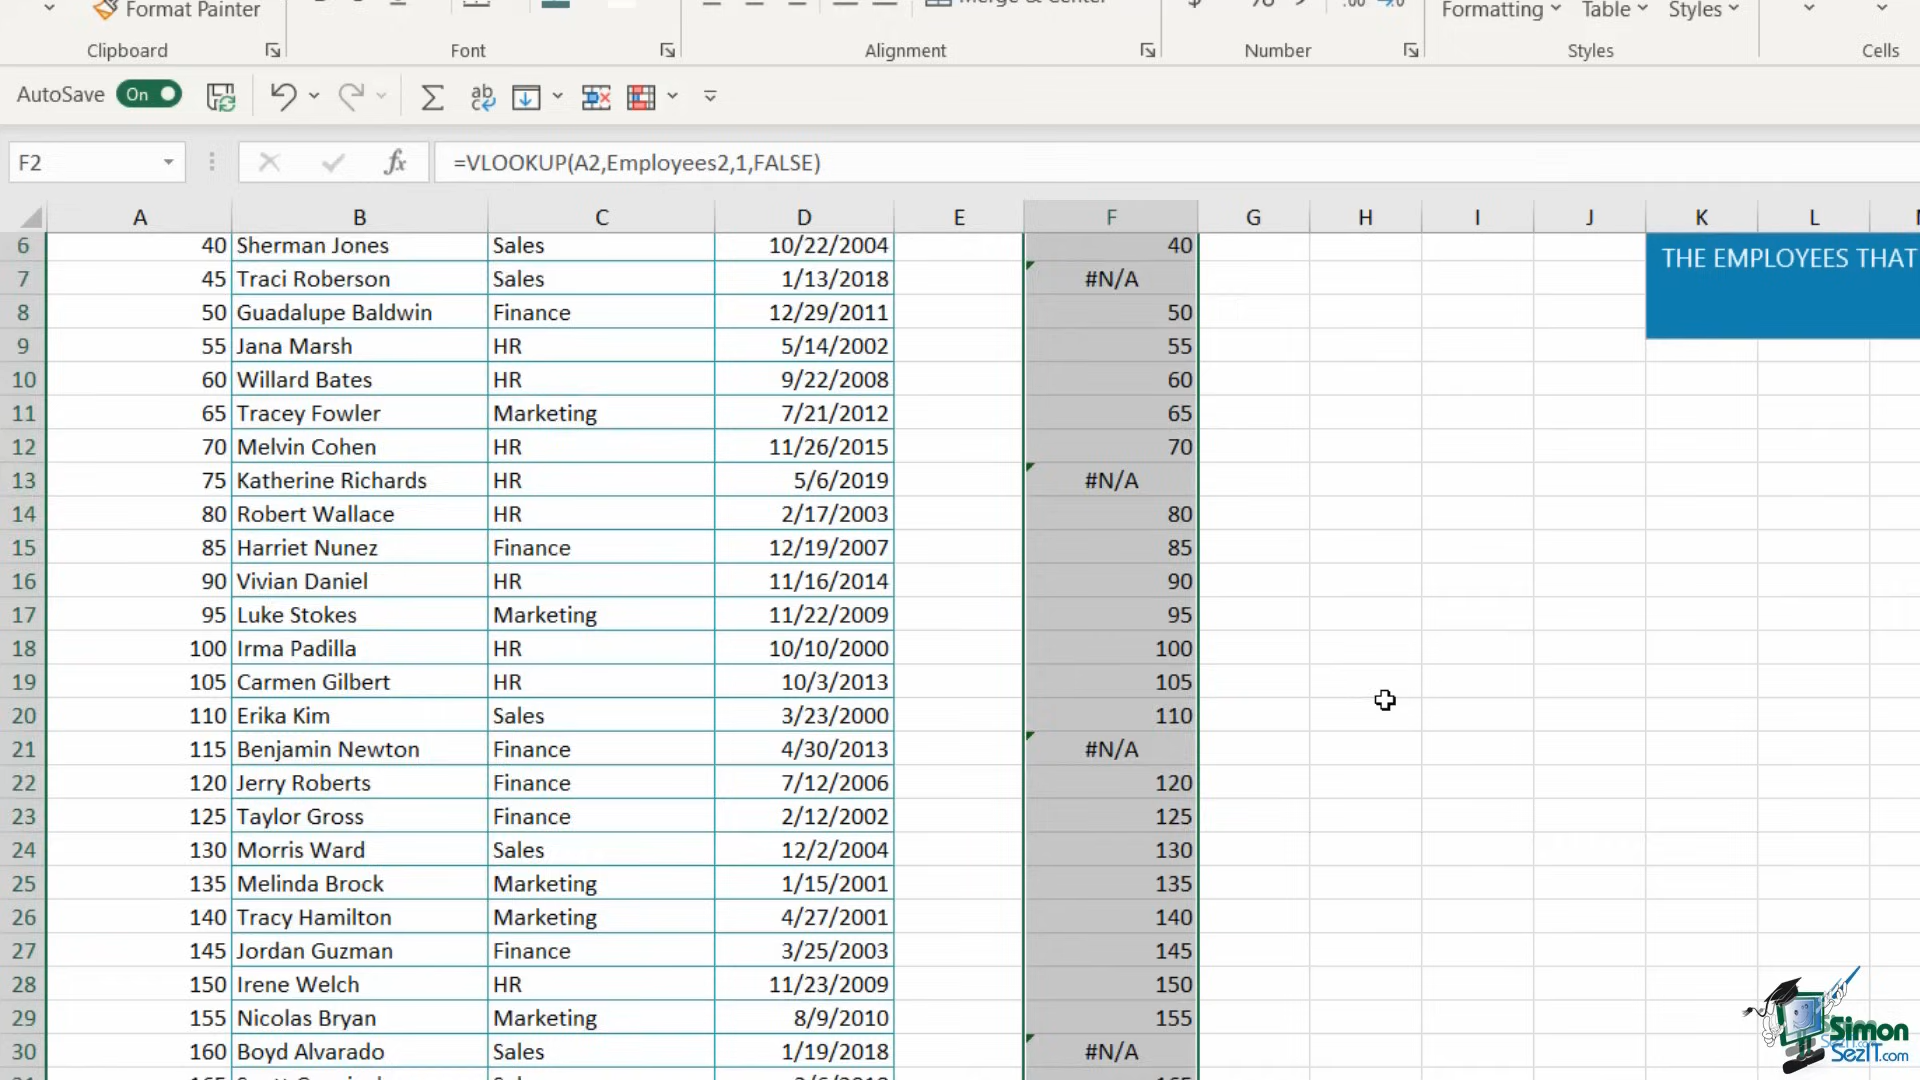 Format Painter
Merge & Center
Formatting Table Styles
Clipboard Font Alignment Number Styles Cells
AutoSave On
F2 fx =VLOOKUP(A2,Employees2,1,FALSE)
A B C D E F G H I J K L
6 40 Sherman Jones Sales 10/22/2004 40 THE EMPLOYEES THAT
7 45 Traci Roberson Sales 1/13/2018 #N/A
8 50 Guadalupe Baldwin Finance 12/29/2011 50
9 55 Jana Marsh HR 5/14/2002 55
10 60 Willard Bates HR 9/22/2008 60
11 65 Tracey Fowler Marketing 7/21/2012 65
12 70 Melvin Cohen HR 11/26/2015 70
13 75 Katherine Richards HR 5/6/2019 #N/A
14 80 Robert Wallace HR 2/17/2003 80
15 85 Harriet Nunez Finance 12/19/2007 85
16 90 Vivian Daniel HR 11/16/2014 90
17 95 Luke Stokes Marketing 11/22/2009 95
18 100 Irma Padilla HR 10/10/2000 100
19 105 Carmen Gilbert HR 10/3/2013 105
20 110 Erika Kim Sales 3/23/2000 110
21 115 Benjamin Newton Finance 4/30/2013 #N/A
22 120 Jerry Roberts Finance 7/12/2006 120
23 125 Taylor Gross Finance 2/12/2002 125
24 130 Morris Ward Sales 12/2/2004 130
25 135 Melinda Brock Marketing 1/15/2001 135
26 140 Tracy Hamilton Marketing 4/27/2001 140
27 145 Jordan Guzman Finance 3/25/2003 145
28 150 Irene Welch HR 11/23/2009 150
29 155 Nicolas Bryan Marketing 8/9/2010 155
30 160 Boyd Alvarado Sales 1/19/2018 #N/A
Simon
SezIT.com